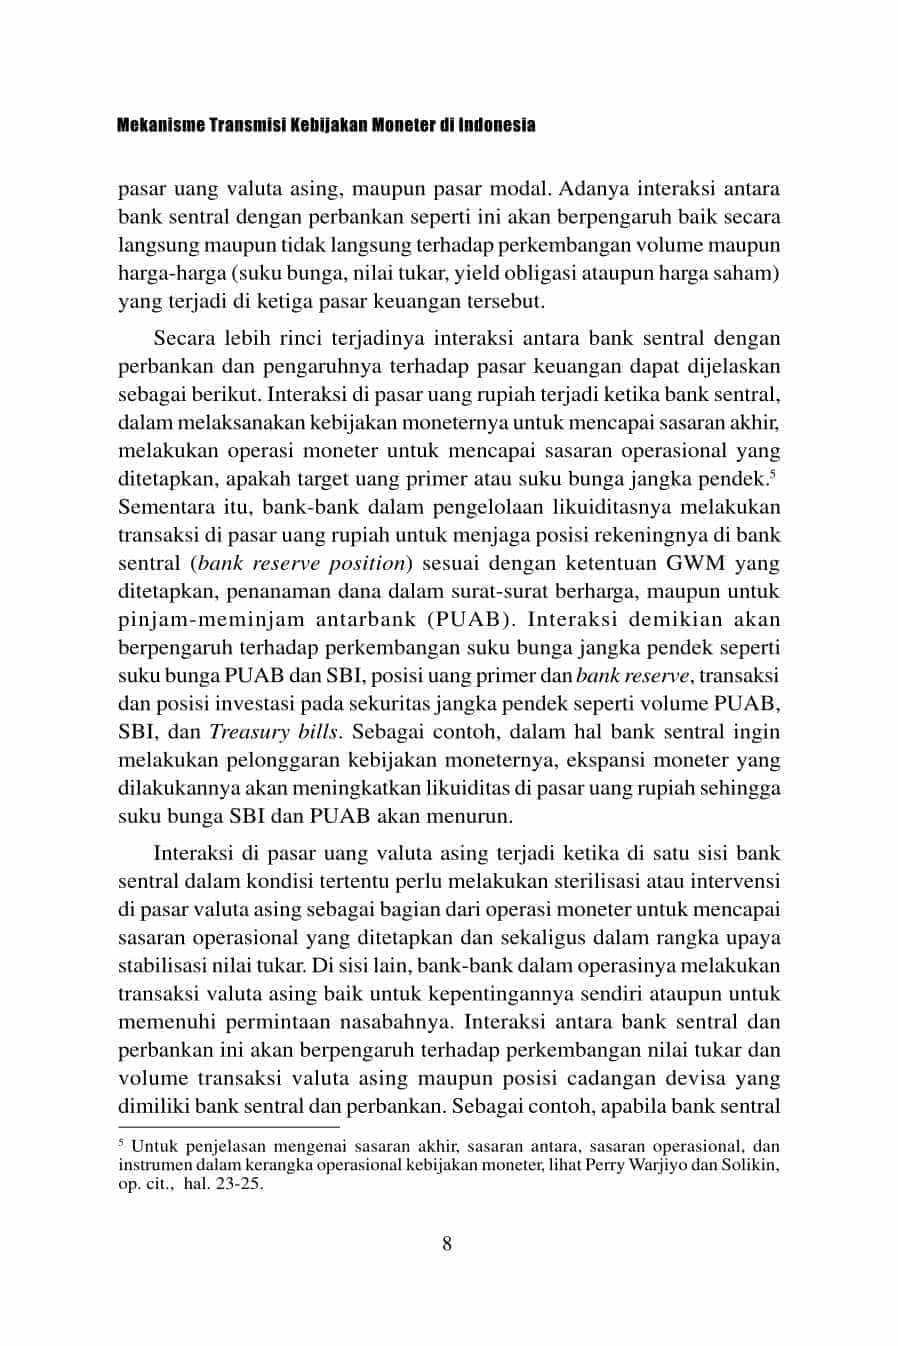 Mekanisme Transmisi Kebijakan Moneter di Indonesia
pasar uang valuta asing, maupun pasar modal. Adanya interaksi antara
bank sentral dengan perbankan seperti ini akan berpengaruh baik secara
langsung maupun tidak langsung terhadap perkembangan volume maupun
harga-harga (suku bunga, nilai tukar, yield obligasi ataupun harga saham)
yang terjadi di ketiga pasar keuangan tersebut.
Secara lebih rinci terjadinya interaksi antara bank sentral dengan
perbankan dan pengaruhnya terhadap pasar keuangan dapat dijelaskan
sebagai berikut. Interaksi di pasar uang rupiah terjadi ketika bank sentral,
dalam melaksanakan kebijakan moneternya untuk mencapai sasaran akhir,
melakukan operasi moneter untuk mencapai sasaran operasional yang
ditetapkan, apakah target uang primer atau suku bunga jangka pendek.⁵
Sementara itu, bank-bank dalam pengelolaan likuiditasnya melakukan
transaksi di pasar uang rupiah untuk menjaga posisi rekeningnya di bank
sentral (bank reserve position) sesuai dengan ketentuan GWM yang
ditetapkan, penanaman dana dalam surat-surat berharga, maupun untuk
pinjam-meminjam antarbank (PUAB). Interaksi demikian akan
berpengaruh terhadap perkembangan suku bunga jangka pendek seperti
suku bunga PUAB dan SBI, posisi uang primer dan bank reserve, transaksi
dan posisi investasi pada sekuritas jangka pendek seperti volume PUAB,
SBI, dan Treasury bills. Sebagai contoh, dalam hal bank sentral ingin
melakukan pelonggaran kebijakan moneternya, ekspansi moneter yang
dilakukannya akan meningkatkan likuiditas di pasar uang rupiah sehingga
suku bunga SBI dan PUAB akan menurun.
Interaksi di pasar uang valuta asing terjadi ketika di satu sisi bank
sentral dalam kondisi tertentu perlu melakukan sterilisasi atau intervensi
di pasar valuta asing sebagai bagian dari operasi moneter untuk mencapai
sasaran operasional yang ditetapkan dan sekaligus dalam rangka upaya
stabilisasi nilai tukar. Di sisi lain, bank-bank dalam operasinya melakukan
transaksi valuta asing baik untuk kepentingannya sendiri ataupun untuk
memenuhi permintaan nasabahnya. Interaksi antara bank sentral dan
perbankan ini akan berpengaruh terhadap perkembangan nilai tukar dan
volume transaksi valuta asing maupun posisi cadangan devisa yang
dimiliki bank sentral dan perbankan. Sebagai contoh, apabila bank sentral
⁵ Untuk penjelasan mengenai sasaran akhir, sasaran antara, sasaran operasional, dan
instrumen dalam kerangka operasional kebijakan moneter, lihat Perry Warjiyo dan Solikin,
op. cit., hal. 23-25.
8